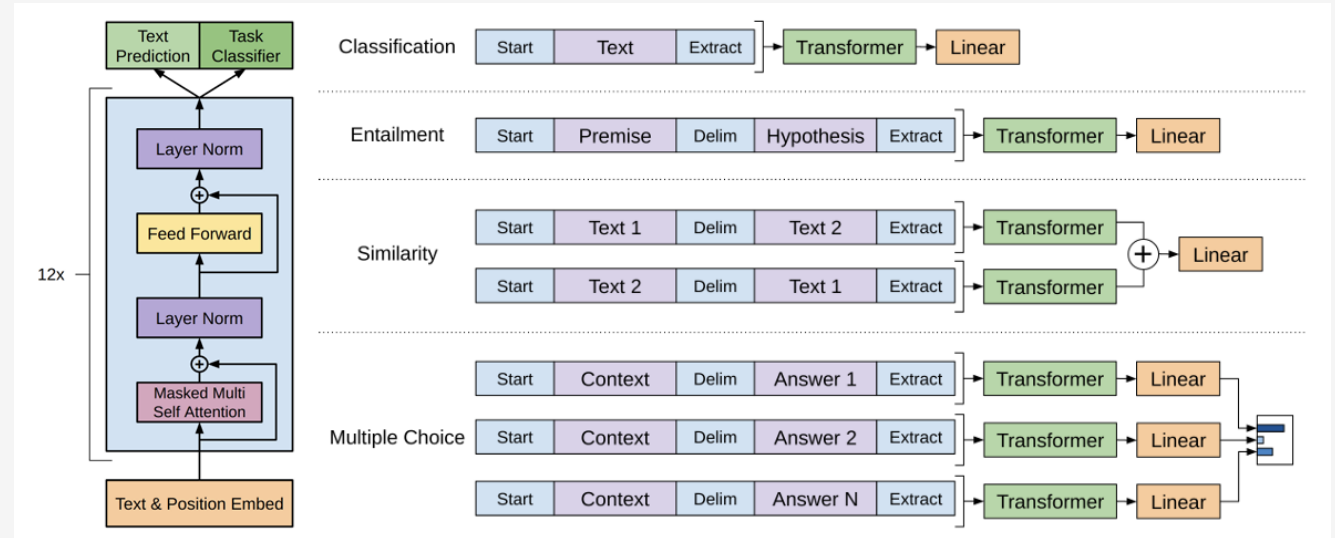 Text
Prediction
Task
Classifier
Layer Norm
Feed Forward
12x
Layer Norm
Masked Multi
Self Attention
Text & Position Embed
Classification
Start Text Extract Transformer Linear
Entailment
Start Premise Delim Hypothesis Extract Transformer Linear
Similarity
Start Text 1 Delim Text 2 Extract Transformer
Linear
Start Text 2 Delim Text 1 Extract Transformer
Multiple Choice
Start Context Delim Answer 1 Extract Transformer Linear
Start Context Delim Answer 2 Extract Transformer Linear
Start Context Delim Answer N Extract Transformer Linear